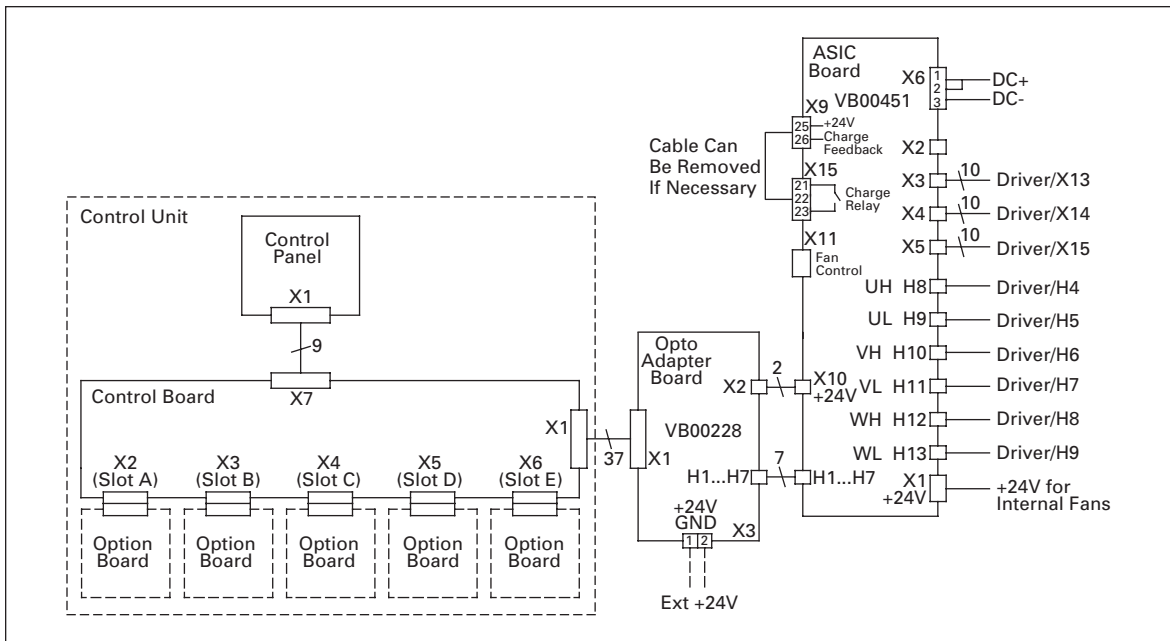 ASIC
Board
X6
1
2
3
DC+
DC-
VB00451
X9
25
26
+24V
Charge
Feedback
Cable Can
Be Removed
If Necessary
X2
X15
21
22
23
Charge
Relay
X3
10
Driver/X13
X4
10
Driver/X14
X5
10
Driver/X15
X11
Fan
Control
UH H8
Driver/H4
UL H9
Driver/H5
VH H10
Driver/H6
VL H11
Driver/H7
WH H12
Driver/H8
WL H13
Driver/H9
X1
+24V
+24V for
Internal Fans
X10
+24V
H1...H7
Control Unit
Control
Panel
X1
9
X7
Control Board
X1
37
X2
(Slot A)
X3
(Slot B)
X4
(Slot C)
X5
(Slot D)
X6
(Slot E)
Option
Board
Option
Board
Option
Board
Option
Board
Option
Board
Opto
Adapter
Board
X2
2
VB00228
X1
H1...H7
7
+24V
GND
1 2
X3
Ext +24V